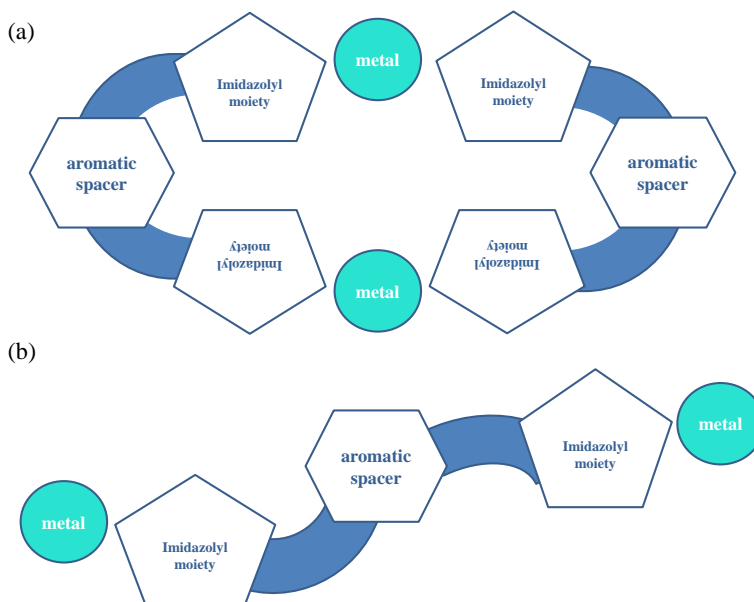 (a)
metal
Imidazolyl
moiety
Imidazolyl
moiety
aromatic
spacer
aromatic
spacer
Imidazolyl
moiety
Imidazolyl
moiety
metal
(b)
metal
Imidazolyl
moiety
aromatic
spacer
metal
Imidazolyl
moiety